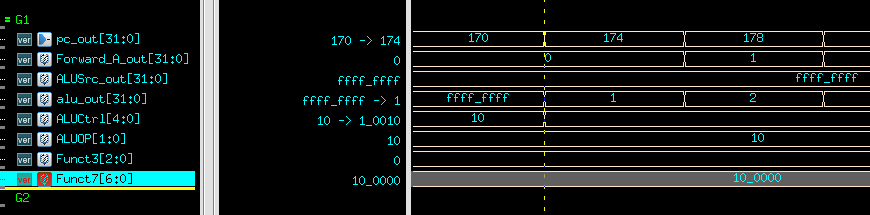 G1
ver pc_out[31:0] 170 -> 174 170 174 178
ver Forward_A_out[31:0] 0 0 1
ver ALUSrc_out[31:0] ffff_ffff ffff_ffff
ver alu_out[31:0] ffff_ffff -> 1 ffff_ffff 1 2
ver ALUCtrl[4:0] 10 -> 1_0010 10
ver ALUOP[1:0] 10 10
ver Funct3[2:0] 0
ver Funct7[6:0] 10_0000 10_0000
G2